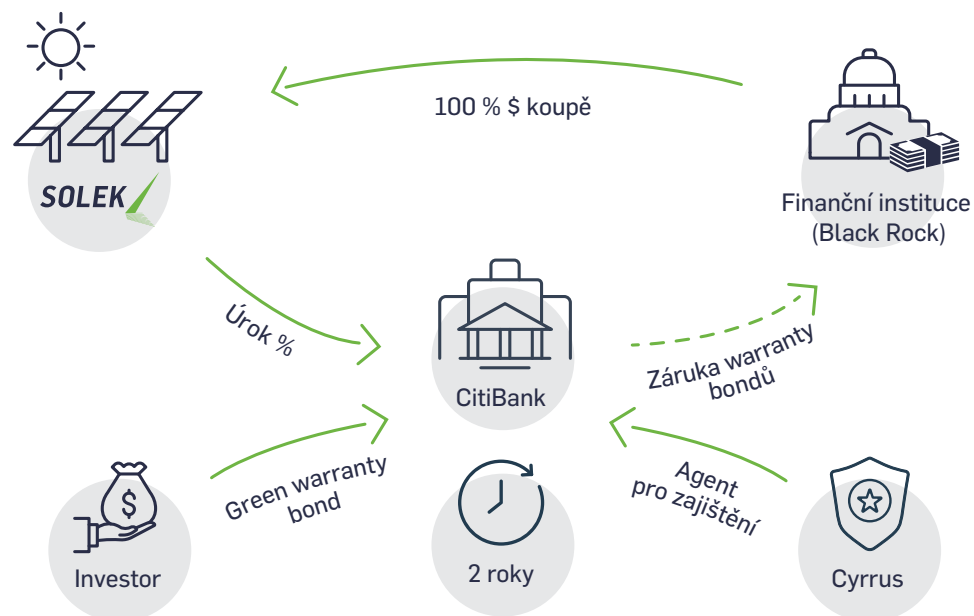 100 % $ koupě
SOLEK
Finanční instituce
(Black Rock)
Úrok %
CitiBank
Záruka warranty
bondů
Green warranty
bond
Agent
pro zajištění
$
Investor
2 roky
Cyrrus